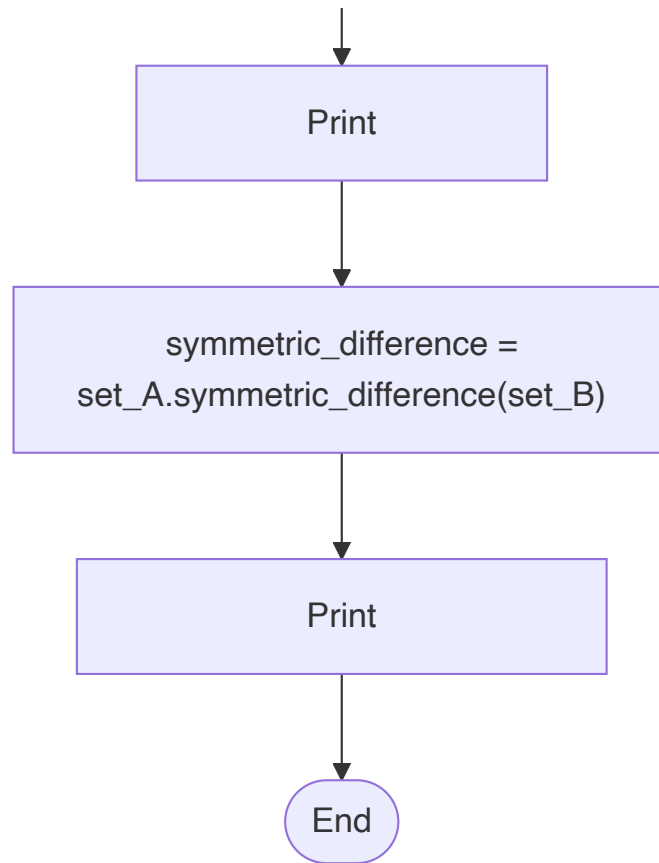 Print
symmetric_difference =
set_A.symmetric_difference(set_B)
Print
End